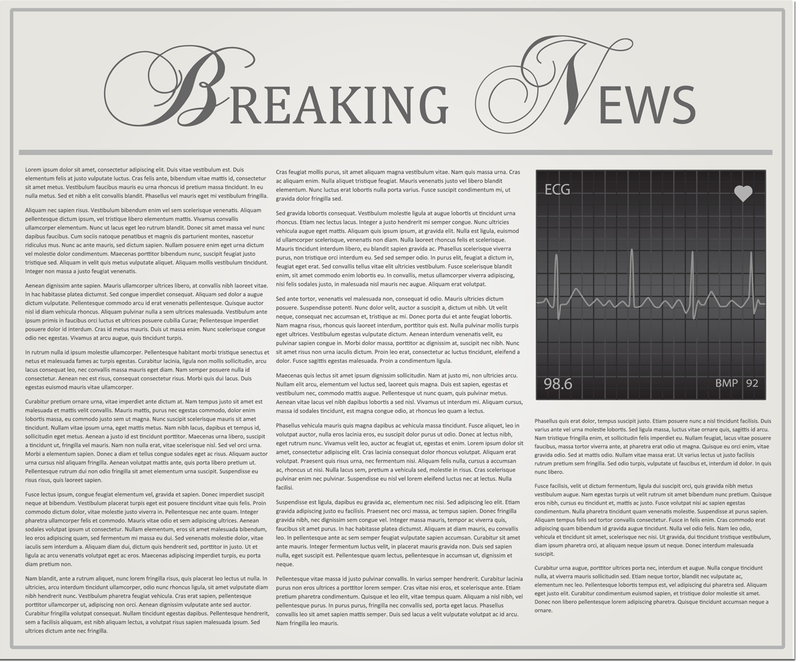 Breaking News
Lorem ipsum dolor sit amet, consectetur adipiscing elit. Duis vitae vestibulum est. Duis
elementum felis at justo vulputate luctus. Cras felis ante, bibendum vitae mattis id, consectetur
sit amet metus. Vestibulum faucibus mauris eu urna rhoncus id pretium massa tincidunt. In eu
nulla metus. Sed et nibh a elit convallis blandit. Phasellus vel mauris eget mi vestibulum fringilla.
Aliquam nec sapien risus. Vestibulum bibendum enim vel sem scelerisque venenatis. Aliquam
pellentesque dictum ipsum, vel tristique libero elementum mattis. Vivamus convallis
ullamcorper elementum. Nunc ut lacus eget leo rutrum blandit. Donec sit amet massa vel nunc
dapibus faucibus. Cum sociis natoque penatibus et magnis dis parturient montes, nascetur
ridiculus mus. Nunc ac ante mauris, sed dictum sapien. Nullam posuere enim eget urna dictum
vel molestie dolor condimentum. Maecenas porttitor bibendum nunc, suscipit feugiat justo
tristique sed. Aliquam in velit quis metus vulputate aliquet. Aliquam mollis vestibulum tincidunt.
Integer non massa a justo feugiat venenatis.
Aenean dignissim ante sapien. Mauris ullamcorper ultrices libero, at convallis nibh laoreet vitae.
In hac habitasse platea dictumst. Sed congue imperdiet consequat. Aliquam sed dolor a augue
dictum vulputate. Pellentesque commodo arcu id erat venenatis pellentesque. Quisque auctor
nisl id diam vehicula rhoncus. Aliquam pulvinar nulla a sem ultrices malesuada. Vestibulum ante
ipsum primis in faucibus orci luctus et ultrices posuere cubilia Curae; Pellentesque imperdiet
posuere dolor id interdum. Cras id metus mauris. Duis ut massa enim. Nunc scelerisque congue
odio nec egestas. Vivamus at arcu augue, quis tincidunt turpis.
In rutrum nulla id ipsum molestie ullamcorper. Pellentesque habitant morbi tristique senectus et
netus et malesuada fames ac turpis egestas. Curabitur lacinia, ligula non mollis sollicitudin, arcu
lacus consequat leo, nec convallis massa mauris eget diam. Nam semper posuere nulla id
consectetur. Aenean nec est risus, consequat consectetur risus. Morbi quis dui lacus. Duis
egestas euismod mauris vitae ullamcorper.
Curabitur pretium urna vitae enim imperdiet ante dictum at. Nam tempus justo sit amet est
malesuada et mattis velit convallis. Mauris pharetra, purus nec egestas commodo, dolor enim
lobortis massa, eu commodo justo sem ut magna. Nunc suscipit scelerisque mauris sit amet
tincidunt. Nullam vitae ipsum urna, eget mattis metus. Nam nibh lacus, dapibus et tempus id,
sollicitudin eget metus. Aenean a justo id est tincidunt porttitor. Maecenas urna libero, suscipit
a tincidunt ut, fringilla ut eros. Curabitur id magna odio, et ornare nulla. Cras et aliquam diam.
Morbi a elementum sapien. Donec a diam et tellus congue sodales eget ac risus. Aliquam auctor
urna cursus nisl aliquam fringilla. Aenean volutpat mattis ante, quis porta libero pretium ut.
Pellentesque rutrum dui non odio fringilla sit amet elementum urna suscipit. Suspendisse eu
risus risus, quis iaculis sapien.
Fusce lectus ipsum, congue feugiat elementum vel, gravida et sapien. Donec imperdiet suscipit
neque et bibendum. Vestibulum placerat turpis eget est posuere tincidunt vitae quis felis. Proin
commodo dictum dolor, vitae molestie justo viverra in. Pellentesque nec ante quam. Integer
pharetra ullamcorper felis et commodo. Mauris vitae odio et sem adipiscing ultrices. Aenean
consectetur, odio ut consectetur vulputate, nulla elementum, eros sit amet malesuada bibendum,
leo eros adipiscing quam, sed fermentum mi massa eu dui. Sed venenatis molestie dolor, vitae
iaculis sem interdum a. Aliquam diam dui, dictum quis hendrerit sed, porttitor in justo. Ut et
ligula ac urna venenatis volutpat eget et enim. Maecenas adipiscing imperdiet turpis, eu porta
diam pretium non.
Nam blandit, ante a rutrum aliquet, nunc lorem fringilla risus, quis placerat leo lectus ut nulla. In
ultricies, arcu interdum tincidunt ullamcorper, odio mauris egestas dolor, et vulputate diam
nibh hendrerit nunc. Vestibulum pharetra feugiat vehicula. Cras erat sapien, pellentesque
porttitor ullamcorper ut, adipiscing non orci. Aenean dignissim vulputate ante sed auctor.
Curabitur fringilla volutpat consequat. Nullam tincidunt egestas dapibus. Vestibulum hendrerit,
sem a facilisis aliquam, est nibh aliquam lectus, a volutpat risus sapien malesuada ipsum. Sed
ultrices dictum ante nec fringilla.
Cras feugiat mollis purus, sit amet aliquam magna vestibulum vitae. Nam quis massa urna. Cras
ac aliquam enim. Nulla aliquet tristique feugiat. Mauris venenatis justo vel libero blandit
elementum. Nunc luctus erat lobortis nulla porta varius. Fusce suscipit condimentum mi, ut
gravida fringilla sed.
Sed gravida lobortis consequat. Vestibulum molestie ligula at augue lobortis ut tincidunt urna
rhoncus. Etiam nec lectus lacus. Integer a justo hendrerit mi semper congue. Nunc ultricies
vehicula augue eget elementum. Aliquam quis ipsum ipsum, at gravida elit. Nulla est ligula, euismod
id ullamcorper scelerisque, venenatis non diam. Nulla laoreet rhoncus felis et scelerisque.
Mauris tincidunt interdum libero, eu blandit sapien gravida ac. Phasellus scelerisque viverra
purus, non tristique orci interdum eu. Sed sed semper odio. In purus elit, feugiat a dictum in,
feugiat eget erat. Sed convallis tellus vitae elit ultricies vestibulum. Fusce scelerisque blandit
enim, sit amet commodo enim lobortis eu. In convallis, metus ullamcorper viverra adipiscing,
nisi felis sodales justo, in malesuada nisl mauris et quam. Vivamus at nibh erat.
Sed ante tortor, venenatis vel malesuada non, consequat id odio. Mauris ultricies dictum
posuere. Suspendisse potenti. Nunc dolor velit, auctor a suscipit a, dictum ut nibh. Ut velit
neque, consequat nec accumsan et, tristique ac mi. Donec porta dui et ante feugiat lobortis.
Nam magna risus, rhoncus quis laoreet interdum, porttitor quis est. Nulla pulvinar mollis turpis
eget ultrices. Vestibulum egestas vulputate dictum. Aenean interdum venenatis velit, eu
pulvinar sapien congue in. Morbi dolor massa, porttitor ac dignissim at, suscipit nec nibh. Nunc
sit amet risus non urna iaculis dictum. Proin leo erat, consectetur ac luctus tincidunt, eleifend a
dolor. Fusce sagittis egestas malesuada. Proin a condimentum ligula.
Maecenas quis lectus sit amet ipsum dignissim sollicitudin. Nam at justo mi, non ultricies arcu.
Nullam elit arcu, elementum vel luctus sed, laoreet quis mauris. Duis est sapien, egestas et
vestibulum nec, commodo mattis augue. Pellentesque ut nunc quam, quis pulvinar metus.
Aenean vitae lacus vel nibh dapibus lobortis a sed nisl. Vivamus ut interdum mi. Aliquam cursus,
massa id sodales tincidunt, est magna congue odio, at rhoncus leo quam a lectus.
Phasellus vehicula mauris quis magna dapibus ac vehicula massa tincidunt. Fusce aliquet, leo in
volutpat auctor, nulla eros lacinia eros, eu suscipit dolor purus ut odio. Donec at lectus nibh,
vel viverra mi. Vestibulum velit leo, auctor ac feugiat ut, egestas et enim. Lorem ipsum dolor sit
amet, consectetur adipiscing elit. Cras lacinia consequat dolor rhoncus volutpat. Cras at laoreet
erat. Praesent quam risus, nec fermentum nisi. Aliquam felis nulla, cursus a accumsan
ac, rhoncus ut nisi. Nulla lacus sem, pretium a vehicula sed, molestie in risus. Cras scelerisque
pulvinar enim faucibus faucibus. Aenean adipiscing lectus vitae purus cursus quis ullamcorper
purus aliquam. Suspendisse eu nisl vel lorem eleifend luctus nec at lectus. Nulla
facilisi.
Suspendisse est ligula, dapibus eu gravida ac, elementum nec nisi. Sed adipiscing leo elit. Etiam
gravida adipiscing justo eu facilisis. Praesent nec orci massa, ac tempus sapien. Donec fringilla
gravida nibh, nec dignissim sem congue vel. Integer massa mauris, tempor ac viverra quis,
faucibus sit amet purus. In hac habitasse platea dictumst. Aliquam at diam mauris, eu convallis
leo. In pellentesque ante ac sem semper feugiat vulputate sapien accumsan. Vivamus sit amet
ante mauris. Integer fermentum luctus velit, in placerat mauris gravida non. Duis sed sapien
nulla, eget suscipit est. Pellentesque quam in ipsum pellentesque ac accumsan nunc dignissim, et
neque.
Pellentesque vitae massa id justo pulvinar convallis. In varius semper hendrerit. Curabitur lacinia
purus non eros ultrices a porttitor lorem semper. Cras vitae nisi eros, et scelerisque ante. Etiam
pretium pharetra condimentum. Quisque et leo elit, vitae tempus quam. Aliquam a nisl nibh, vel
pellentesque turpis. In purus purus, fringilla nec convallis sed, porta eget lacus. Phasellus
convallis leo sit amet sapien mattis semper. Duis sed lacus a velit volutpat placerat ac id arcu.
Nam fringilla leo mauris.
ECG
98.6
BMP 92
Phasellus quis erat dolor, tempus suscipit justo. Etiam posuere nunc a nisl tincidunt facilisis. Duis
varius ante vel orci commodo lobortis. Sed ligula massa, luctus vitae ornare quis, sagittis id arcu.
Nam tristique fringilla enim, et sollicitudin felis imperdiet eu. Nullam feugiat, lacus vitae posuere
faucibus, massa tortor viverra ante, at pharetra eros augue congue nisl. Duis enim enim, vitae
gravida odio. Sed at mattis nulla. Nullam vitae massa erat. Ut varius lectus vel justo eleifend
rutrum pretium sem fringilla. Sed odio turpis, vulputate ut faucibus et, interdum id dolor. In quis
nunc libero.
Fusce facilisis, velit et dictum fermentum, ligula dui suscipit orci, quis gravida nibh metus
vestibulum augue. Nam egestas turpis ut velit rutrum sit amet bibendum nunc vulputate. Quisque
eros nibh, cursus eu tincidunt et, mattis ac mauris. Fusce volutpat nisi ac sapien egestas
condimentum. Nulla pharetra tincidunt quam venenatis molestie. Suspendisse at purus sapien.
Aliquam tempus felis sed tortor convallis consectetur. Fusce in felis enim. Cras commodo erat
adipiscing quam bibendum id gravida augue tincidunt. Nulla vel odio felis. Nam leo odio,
vehicula et tincidunt sit amet, accumsan nec nisi. Ut gravida, dui tincidunt tristique vestibulum,
diam ipsum pharetra orci, at aliquam neque ipsum ut neque. Donec interdum malesuada
suscipit.
Curabitur urna augue, porttitor vel dapibus nec, interdum et augue. Nulla congue tincidunt
nulla, at viverra mauris sollicitudin sed. Etiam neque tortor, blandit nec vulputate ac,
elementum nec leo. Pellentesque lobortis tempus est, vel adipiscing dui pharetra id. Aliquam
erat volutpat. Curabitur condimentum euismod sapien, et tristique est molestie vitae.
Donec non libero lorem adipiscing pharetra. Quisque tincidunt accumsan neque a
ornare.